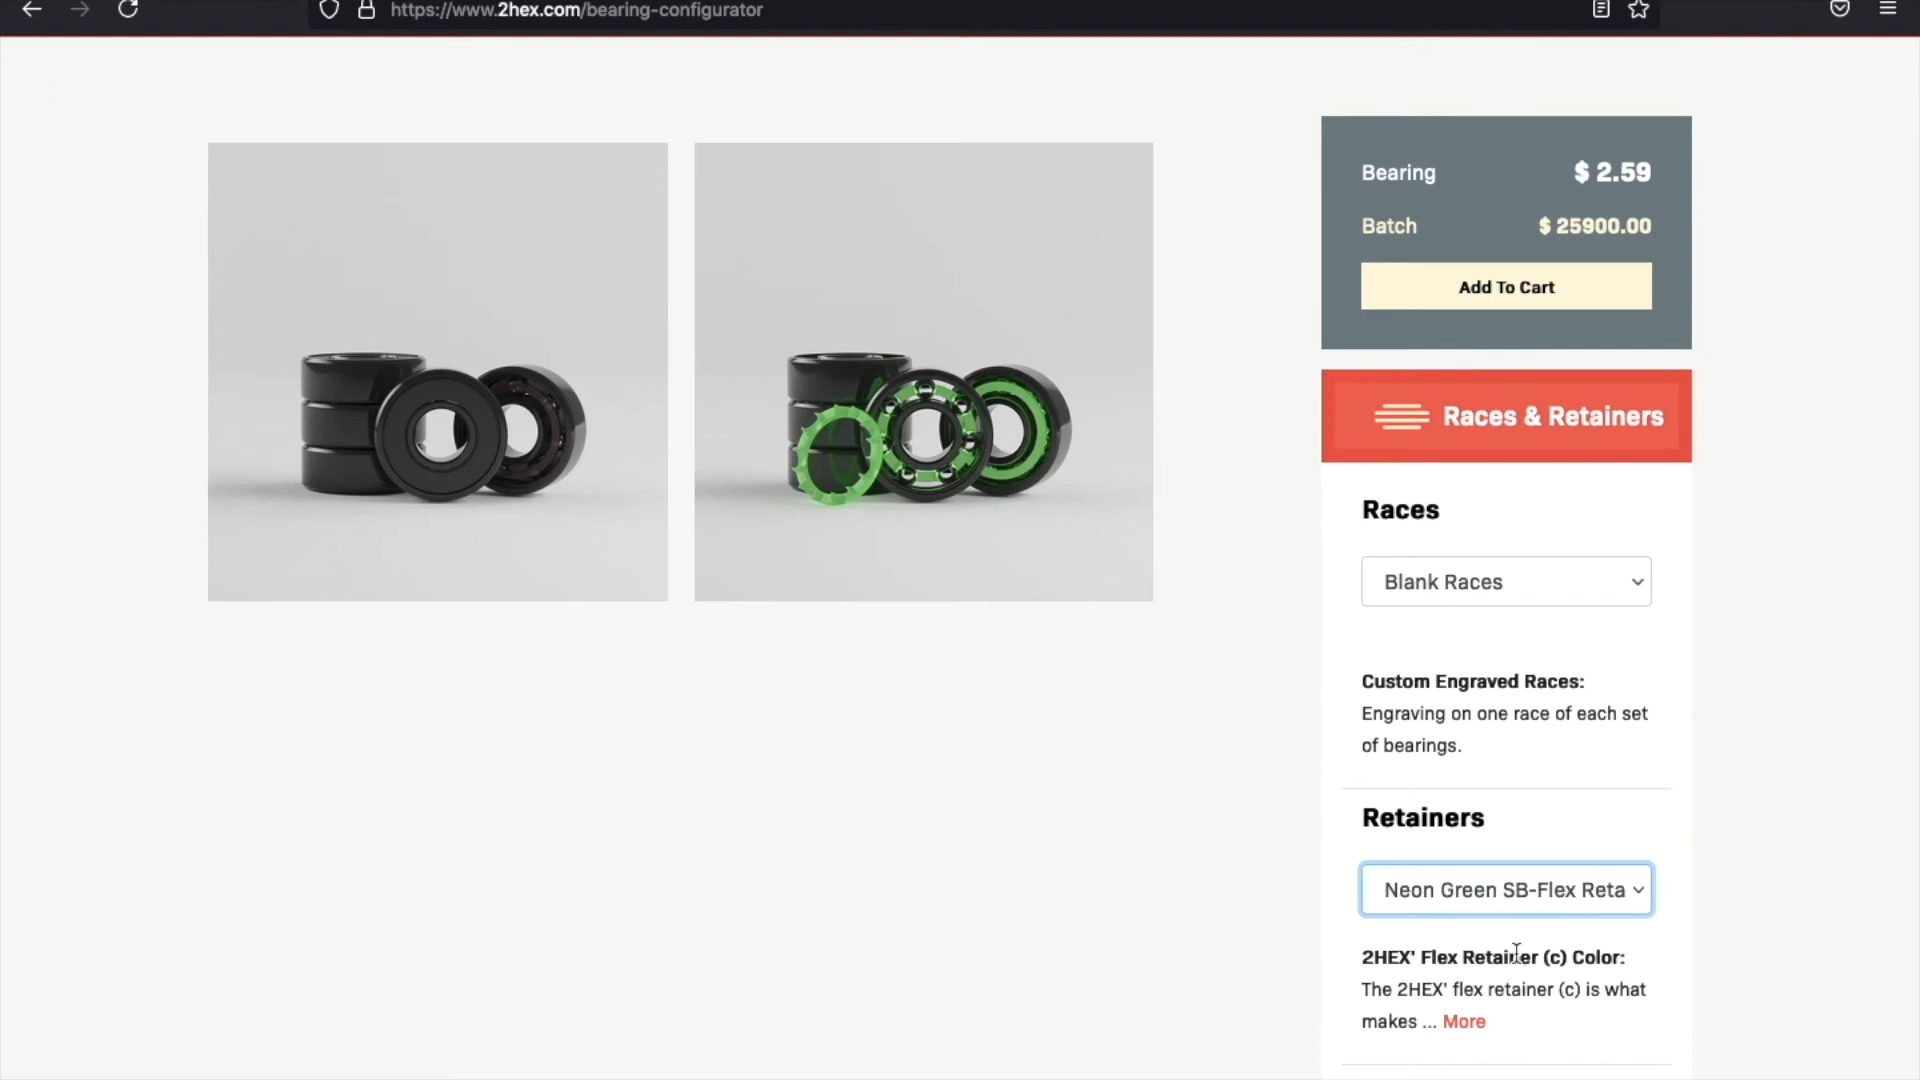 https://www.2hex.com/bearing-configurator
Bearing $ 2.59
Batch $ 25900.00
Add To Cart
Races & Retainers
Races
Blank Races
Custom Engraved Races:
Engraving on one race of each set
of bearings.
Retainers
Neon Green SB-Flex Reta
2HEX' Flex Retainer (c) Color:
The 2HEX' flex retainer (c) is what
makes ... More